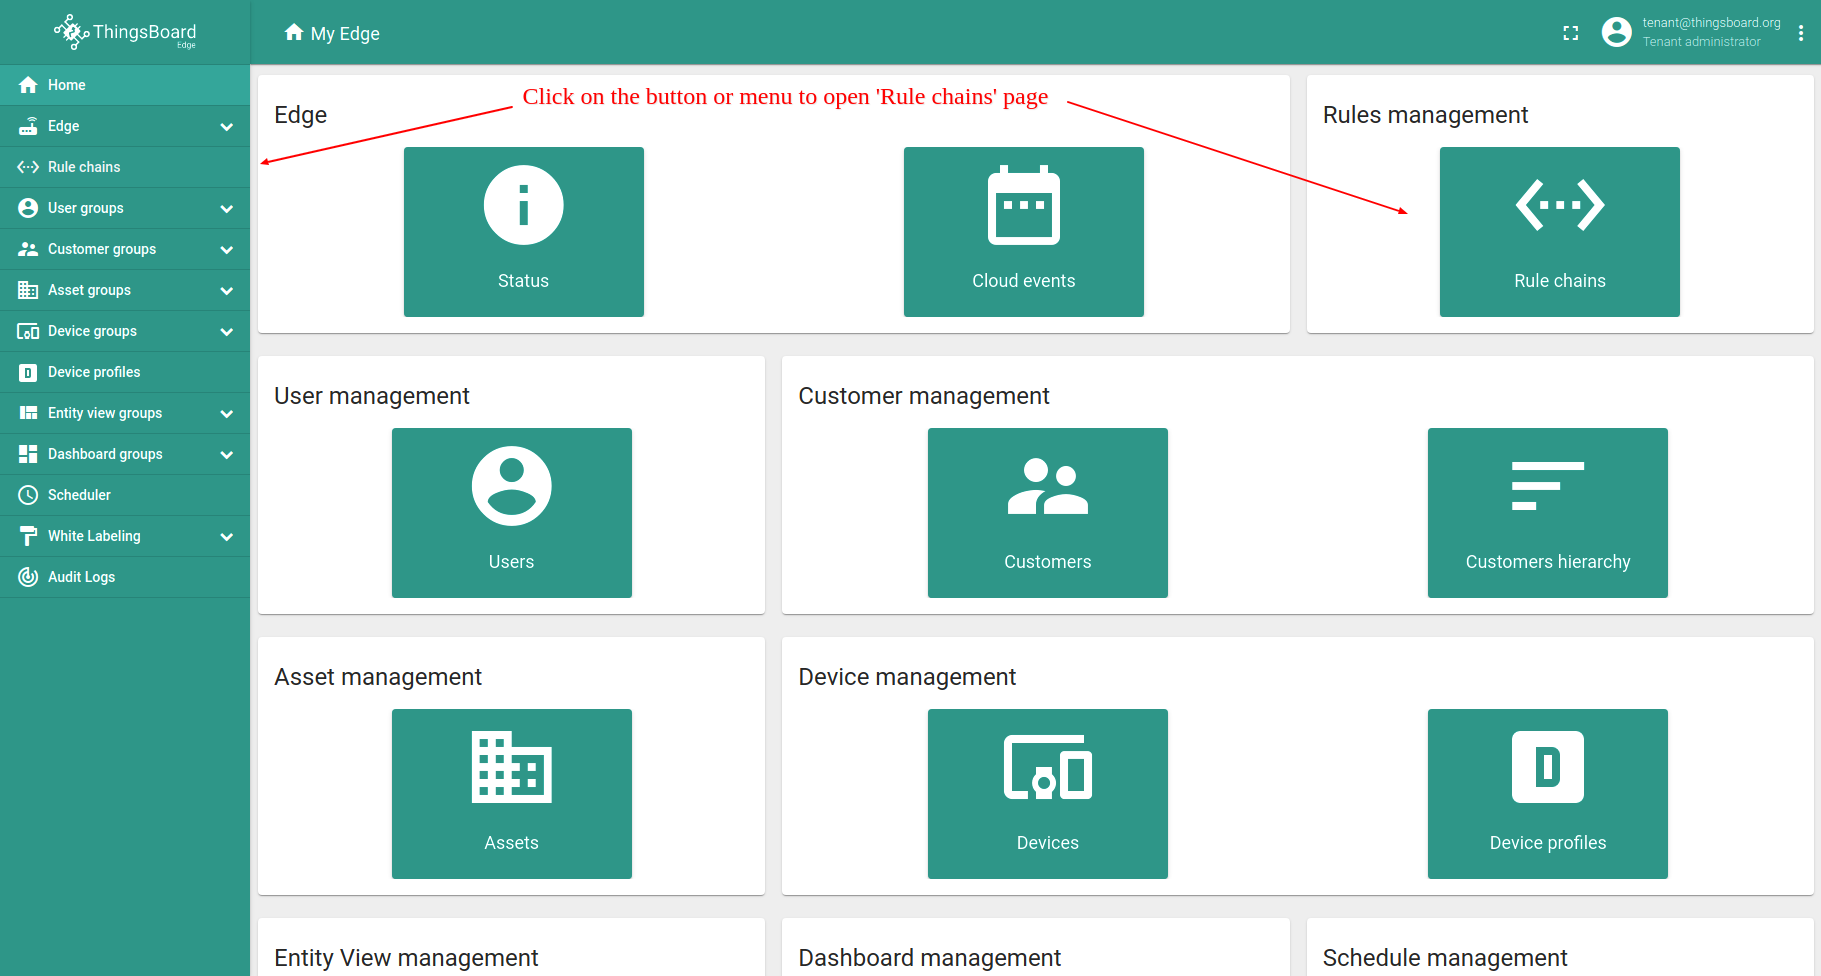 ThingsBoard
Edge
My Edge
tenant@thingsboard.org
Tenant administrator
Home
Edge
Rule chains
User groups
Customer groups
Asset groups
Device groups
Device profiles
Entity view groups
Dashboard groups
Scheduler
White Labeling
Audit Logs
Click on the button or menu to open 'Rule chains' page
Edge
Status
Cloud events
Rules management
Rule chains
User management
Users
Customer management
Customers
Customers hierarchy
Asset management
Assets
Device management
Devices
D
Device profiles
Entity View management
Dashboard management
Schedule management